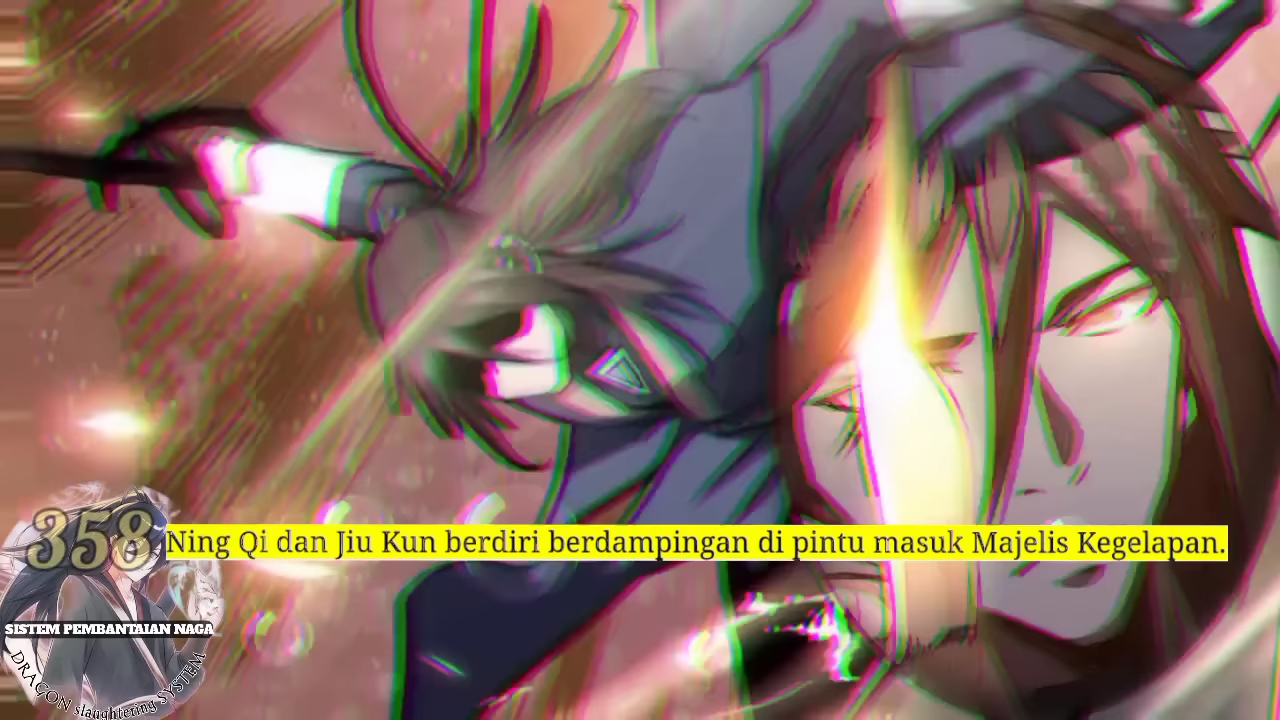 358
Ning Qi dan Jiu Kun berdiri berdampingan di pintu masuk Majelis Kegelapan.
SISTEM PEMBANTAIAN NAGA
DRAGON slaughtering SYSTEM